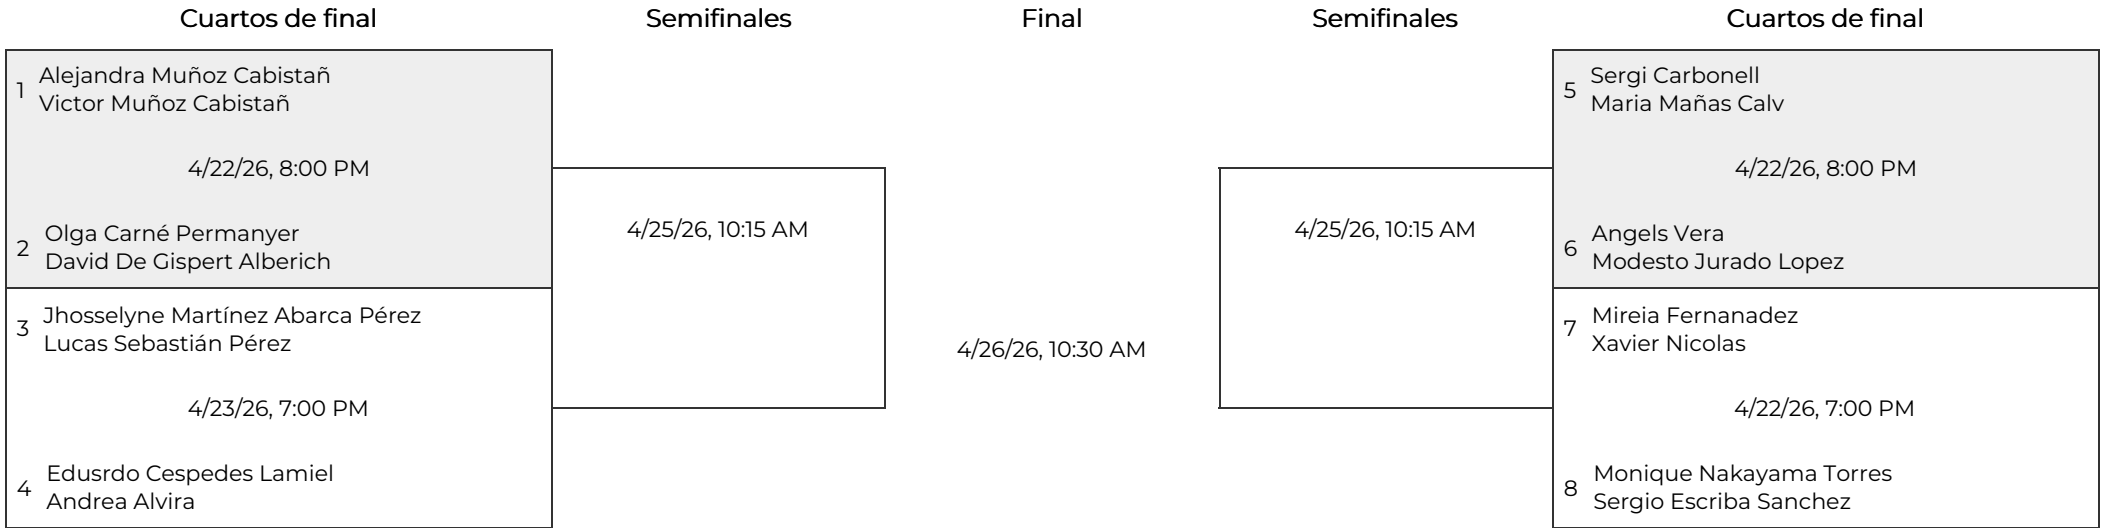 Cuartos de final
Semifinales
Final
Semifinales
Cuartos de final
1
Alejandra Muñoz Cabistañ
Victor Muñoz Cabistañ
4/22/26, 8:00 PM
2
Olga Carné Permanyer
David De Gispert Alberich
3
Jhosselyne Martínez Abarca Pérez
Lucas Sebastián Pérez
4/23/26, 7:00 PM
4
Edusrdo Cespedes Lamiel
Andrea Alvira
4/25/26, 10:15 AM
4/26/26, 10:30 AM
4/25/26, 10:15 AM
5
Sergi Carbonell
Maria Mañas Calv
4/22/26, 8:00 PM
6
Angels Vera
Modesto Jurado Lopez
7
Mireia Fernanadez
Xavier Nicolas
4/22/26, 7:00 PM
8
Monique Nakayama Torres
Sergio Escriba Sanchez